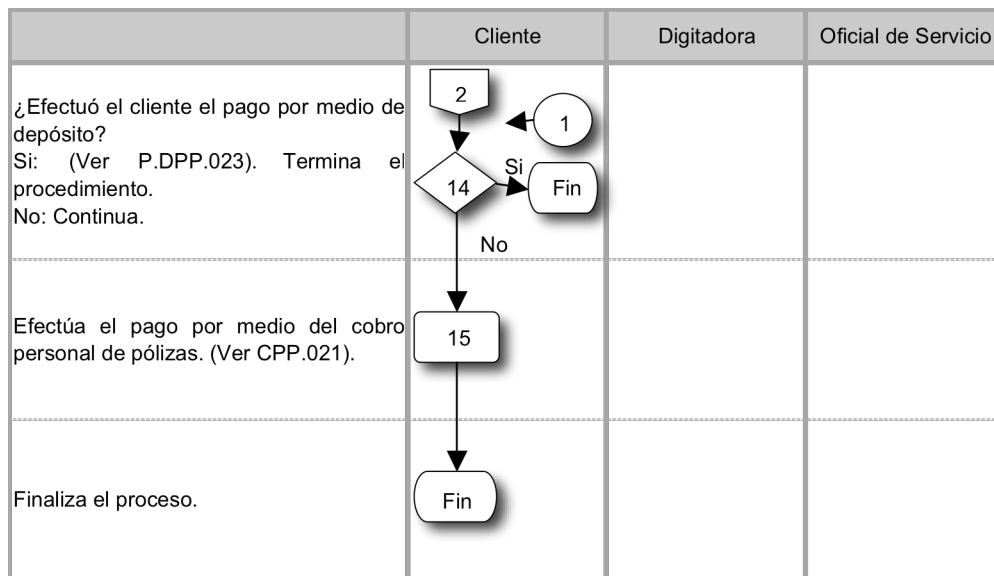 Cliente
Digitadora
Oficial de Servicio
¿Efectuó el cliente el pago por medio de
depósito?
Si: (Ver P.DPP.023). Termina el
procedimiento.
No: Continua.
2
1
14
Si
Fin
No
Efectúa el pago por medio del cobro
personal de pólizas. (Ver CPP.021).
15
Finaliza el proceso.
Fin